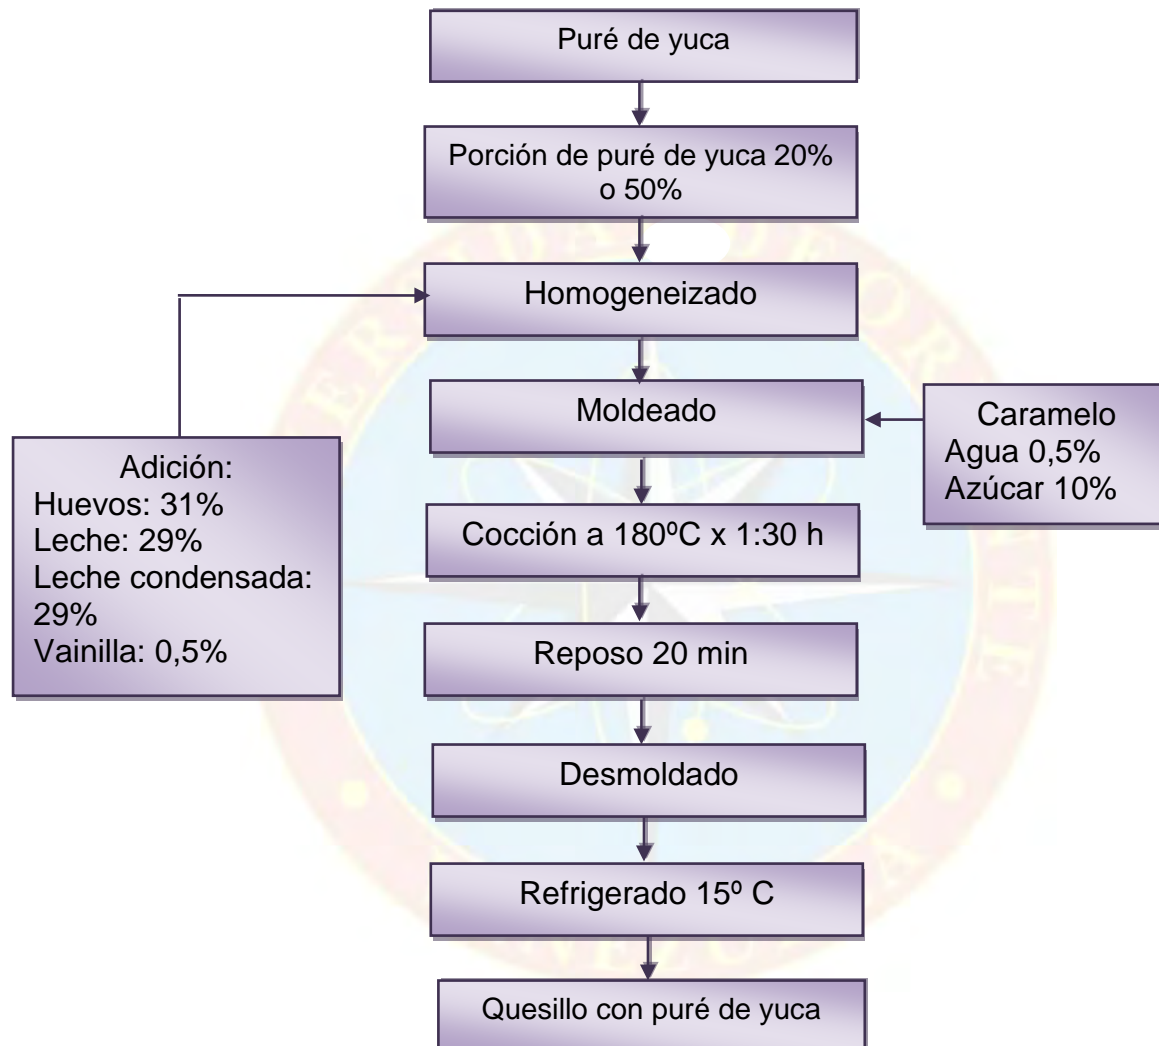 Puré de yuca
Porción de puré de yuca 20%
o 50%
Homogeneizado
Moldeado
Caramelo
Agua 0,5%
Azúcar 10%
Adición:
Huevos: 31%
Leche: 29%
Leche condensada:
29%
Vainilla: 0,5%
Cocción a 180ºC x 1:30 h
Reposo 20 min
Desmoldado
Refrigerado 15º C
Quesillo con puré de yuca